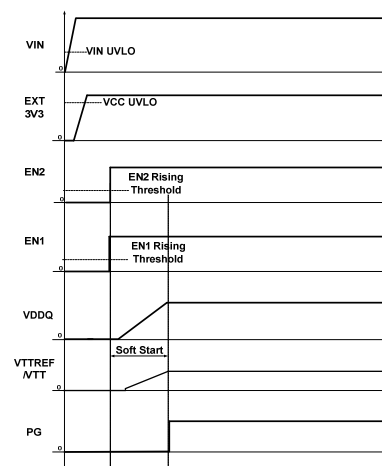 VIN
VIN UVLO
0
EXT
3V3
VCC UVLO
0
EN2
EN2 Rising
Threshold
0
EN1
EN1 Rising
Threshold
0
VDDQ
0
Soft Start
VTTREF
/VTT
0
PG
0